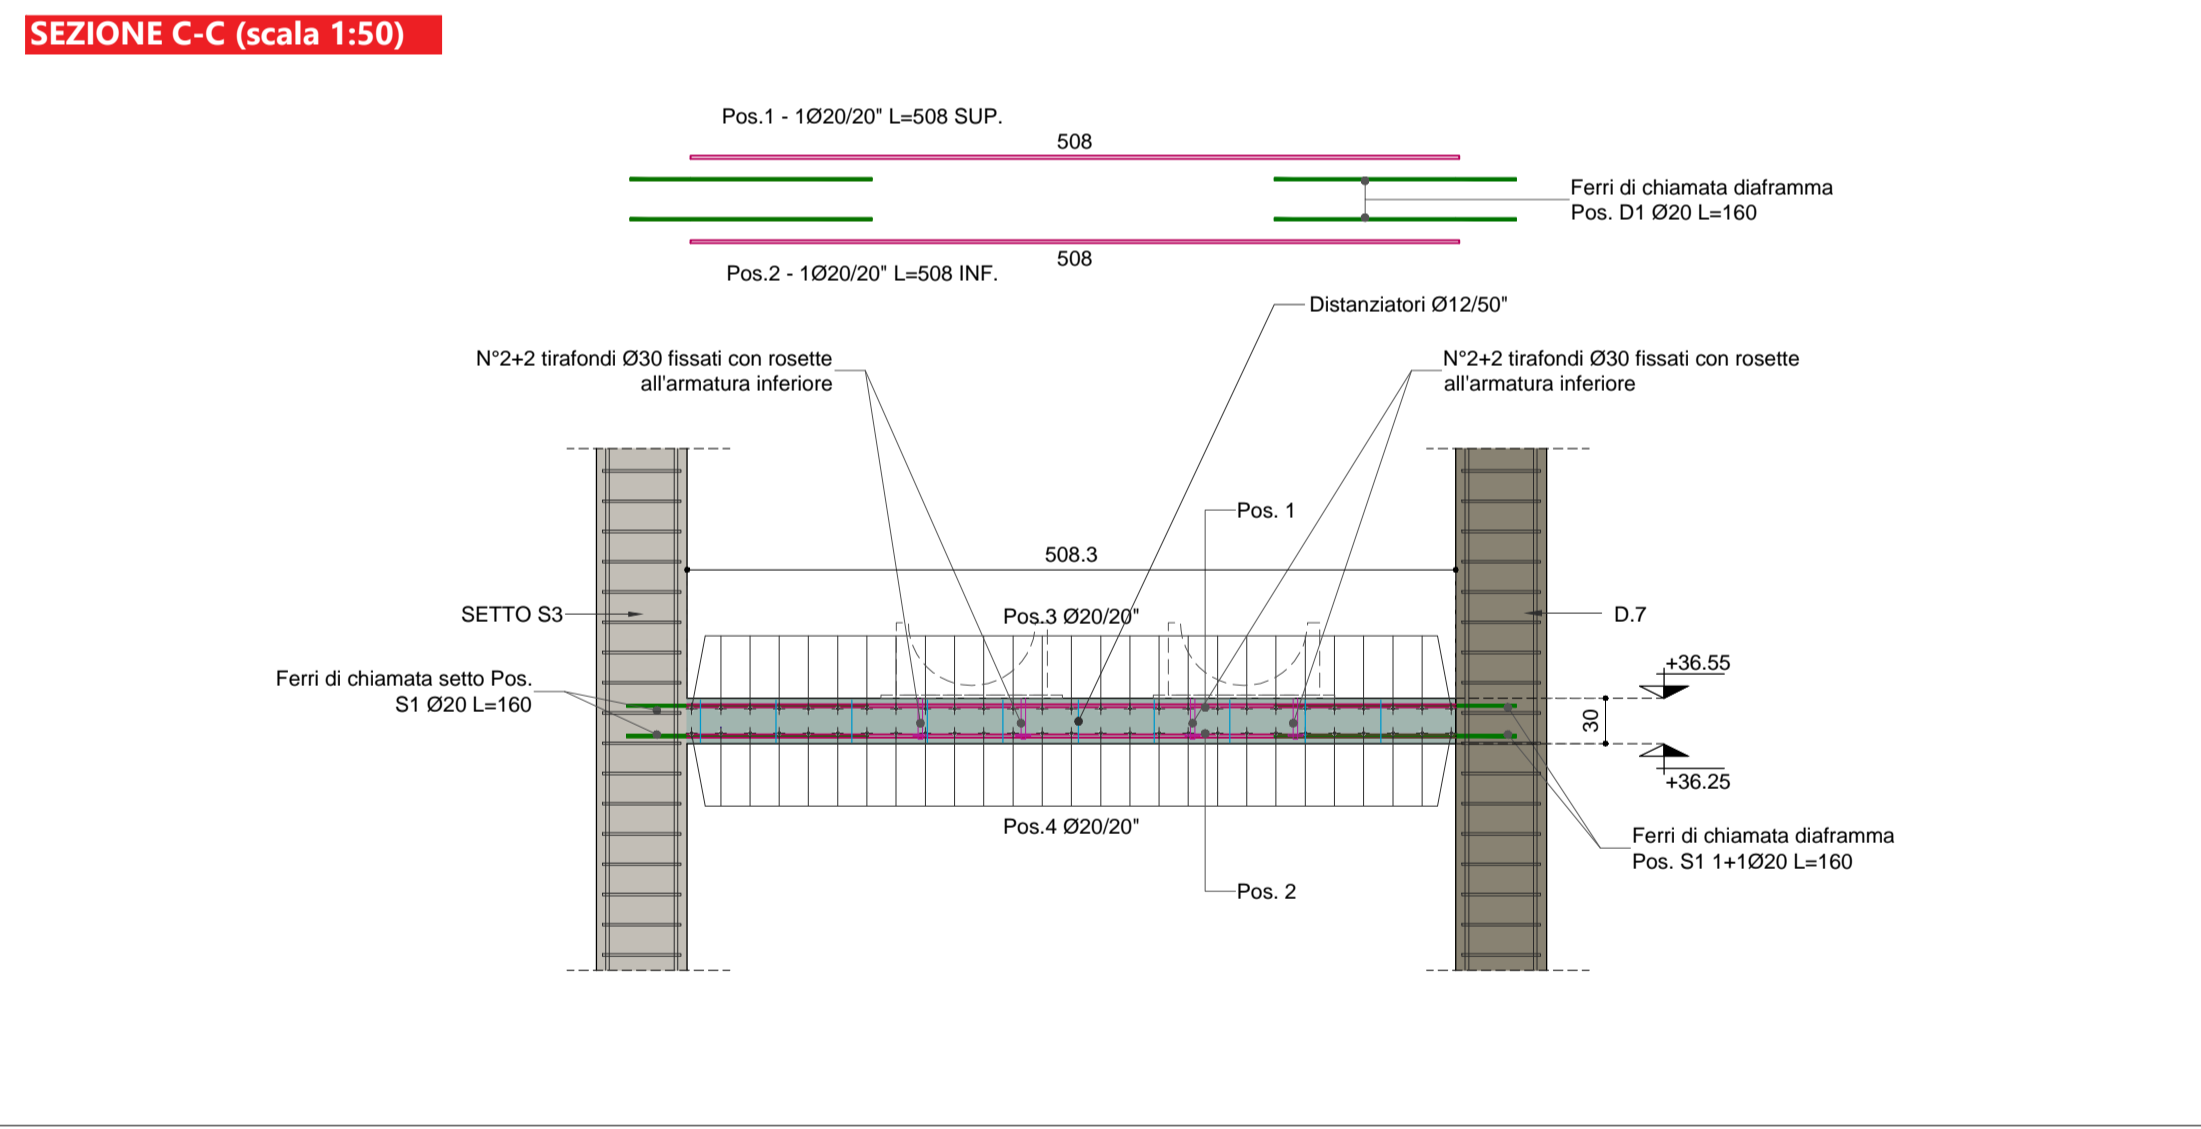 SEZIONE C-C (scala 1:50)
Pos.1 - 1Ø20/20" L=508 SUP.
508
Ferri di chiamata diaframma
Pos. D1 Ø20 L=160
508
Pos.2 - 1Ø20/20" L=508 INF.
Distanziatori Ø12/50"
N°2+2 tirafondi Ø30 fissati con rosette
all'armatura inferiore
N°2+2 tirafondi Ø30 fissati con rosette
all'armatura inferiore
Pos. 1
508.3
SETTO S3
Pos.3 Ø20/20"
D.7
Ferri di chiamata setto Pos.
S1 Ø20 L=160
+36.55
30
+36.25
Pos.4 Ø20/20"
Ferri di chiamata diaframma
Pos. S1 1+1Ø20 L=160
Pos. 2